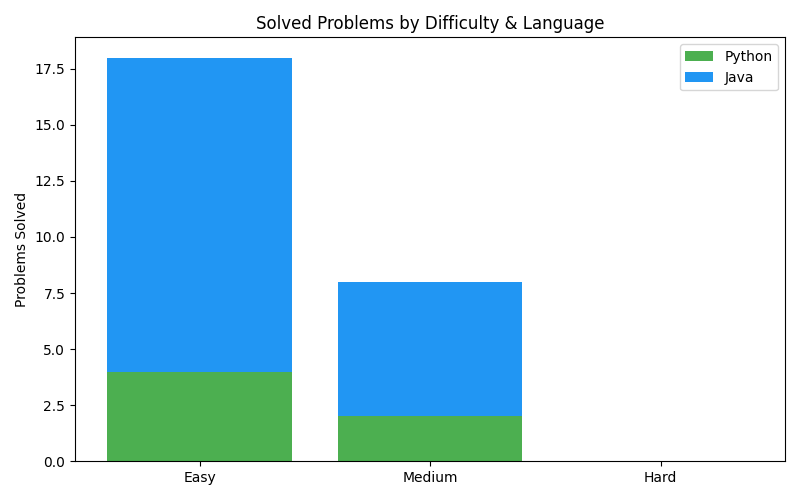 Solved Problems by Difficulty & Language
Python
Java
Problems Solved
17.5
15.0
12.5
10.0
7.5
5.0
2.5
0.0
Easy
Medium
Hard